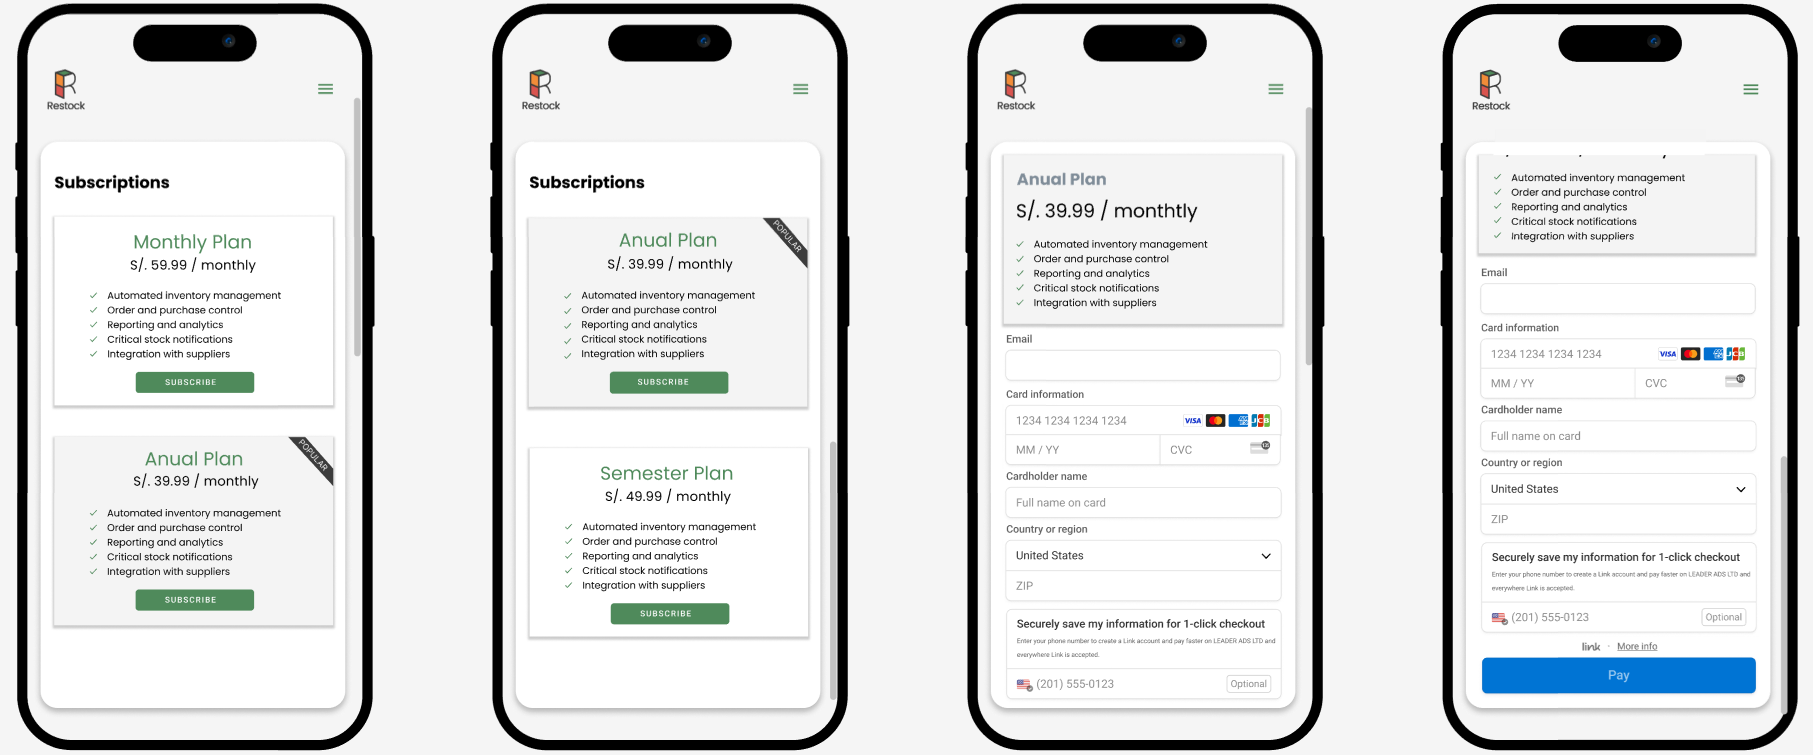 Restock
Subscriptions
Monthly Plan
S/. 59.99 / monthly
Automated inventory management
Order and purchase control
Reporting and analytics
Critical stock notifications
Integration with suppliers
SUBSCRIBE
POPULAR
Anual Plan
S/. 39.99 / monthly
Automated inventory management
Order and purchase control
Reporting and analytics
Critical stock notifications
Integration with suppliers
SUBSCRIBE
Restock
Subscriptions
POPULAR
Anual Plan
S/. 39.99 / monthly
Automated inventory management
Order and purchase control
Reporting and analytics
Critical stock notifications
Integration with suppliers
SUBSCRIBE
Semester Plan
S/. 49.99 / monthly
Automated inventory management
Order and purchase control
Reporting and analytics
Critical stock notifications
Integration with suppliers
SUBSCRIBE
Restock
Anual Plan
S/. 39.99 / monthtly
Automated inventory management
Order and purchase control
Reporting and analytics
Critical stock notifications
Integration with suppliers
Email
Card information
1234 1234 1234 1234 VISA JCB
MM / YY CVC
Cardholder name
Full name on card
Country or region
United States
ZIP
Securely save my information for 1-click checkout
Enter your phone number to create a Link account and pay faster on LEADER ADS LTD and
everywhere Link is accepted.
(201) 555-0123 Optional
Restock
Automated inventory management
Order and purchase control
Reporting and analytics
Critical stock notifications
Integration with suppliers
Email
Card information
1234 1234 1234 1234 VISA JCB
MM / YY CVC
Cardholder name
Full name on card
Country or region
United States
ZIP
Securely save my information for 1-click checkout
Enter your phone number to create a Link account and pay faster on LEADER ADS LTD and
everywhere Link is accepted.
(201) 555-0123 Optional
link · More info
Pay